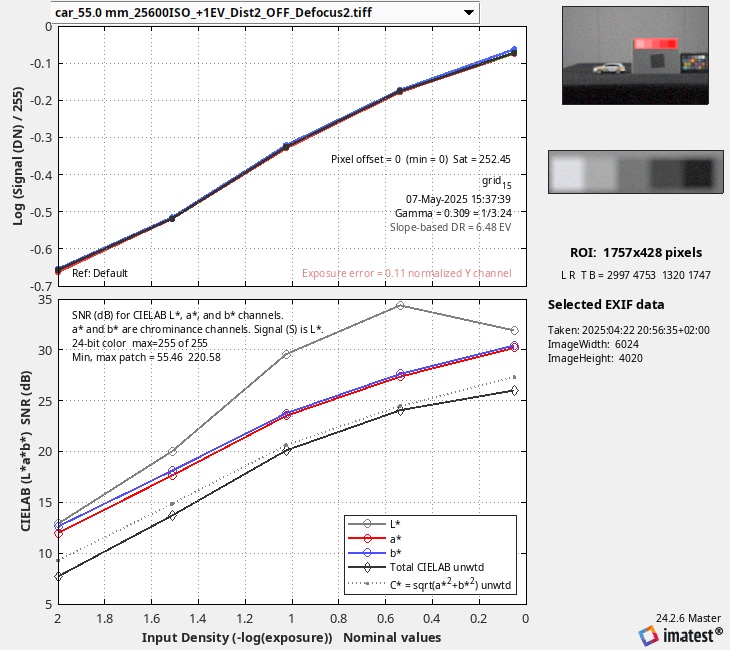 car_55.0 mm_25600ISO_+1EV_Dist2_OFF_Defocus2.tiff
0
-0.1
-0.2
-0.3
-0.4
-0.5
-0.6
-0.7
Log (Signal (DN) / 255)
Pixel offset = 0 (min = 0) Sat = 252.45
grid15
07-May-2025 15:37:39
Gamma = 0.309 = 1/3.24
Slope-based DR = 6.48 EV
Ref: Default
Exposure error = 0.11 normalized Y channel
35
30
25
20
15
10
5
CIELAB (L*a*b*) SNR (dB)
SNR (dB) for CIELAB L*, a*, and b* channels.
a* and b* are chrominance channels. Signal (S) is L*.
24-bit color max=255 of 255
Min, max patch = 55.46 220.58
L*
a*
b*
Total CIELAB unwtd
C* = sqrt(a*2+b*2) unwtd
2 1.8 1.6 1.4 1.2 1 0.8 0.6 0.4 0.2 0
Input Density (-log(exposure)) Nominal values
ROI: 1757x428 pixels
L R T B = 2997 4753 1320 1747
Selected EXIF data
Taken: 2025:04:22 20:56:35+02:00
ImageWidth: 6024
ImageHeight: 4020
24.2.6 Master
imatest®